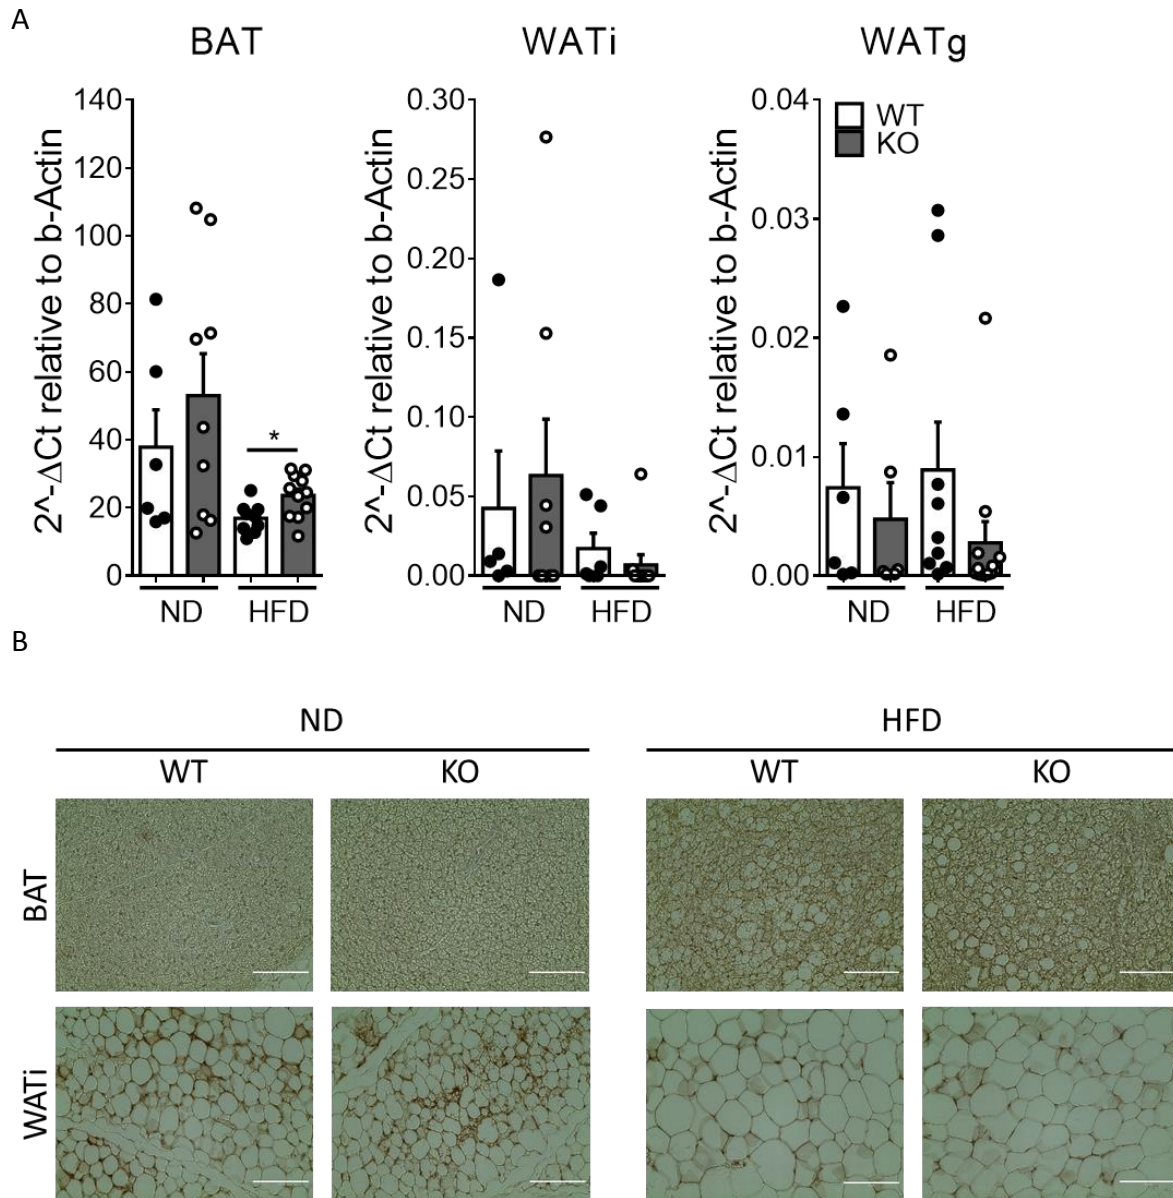 A
BAT WATi WATg
2^-ΔCt relative to b-Actin
140
120
100
80
60
40
20
0
*
ND HFD
2^-ΔCt relative to b-Actin
0.30
0.25
0.20
0.15
0.10
0.05
0.00
ND HFD
2^-ΔCt relative to b-Actin
0.04
0.03
0.02
0.01
0.00
WT
KO
ND HFD
B
ND HFD
WT KO WT KO
BAT
WATi